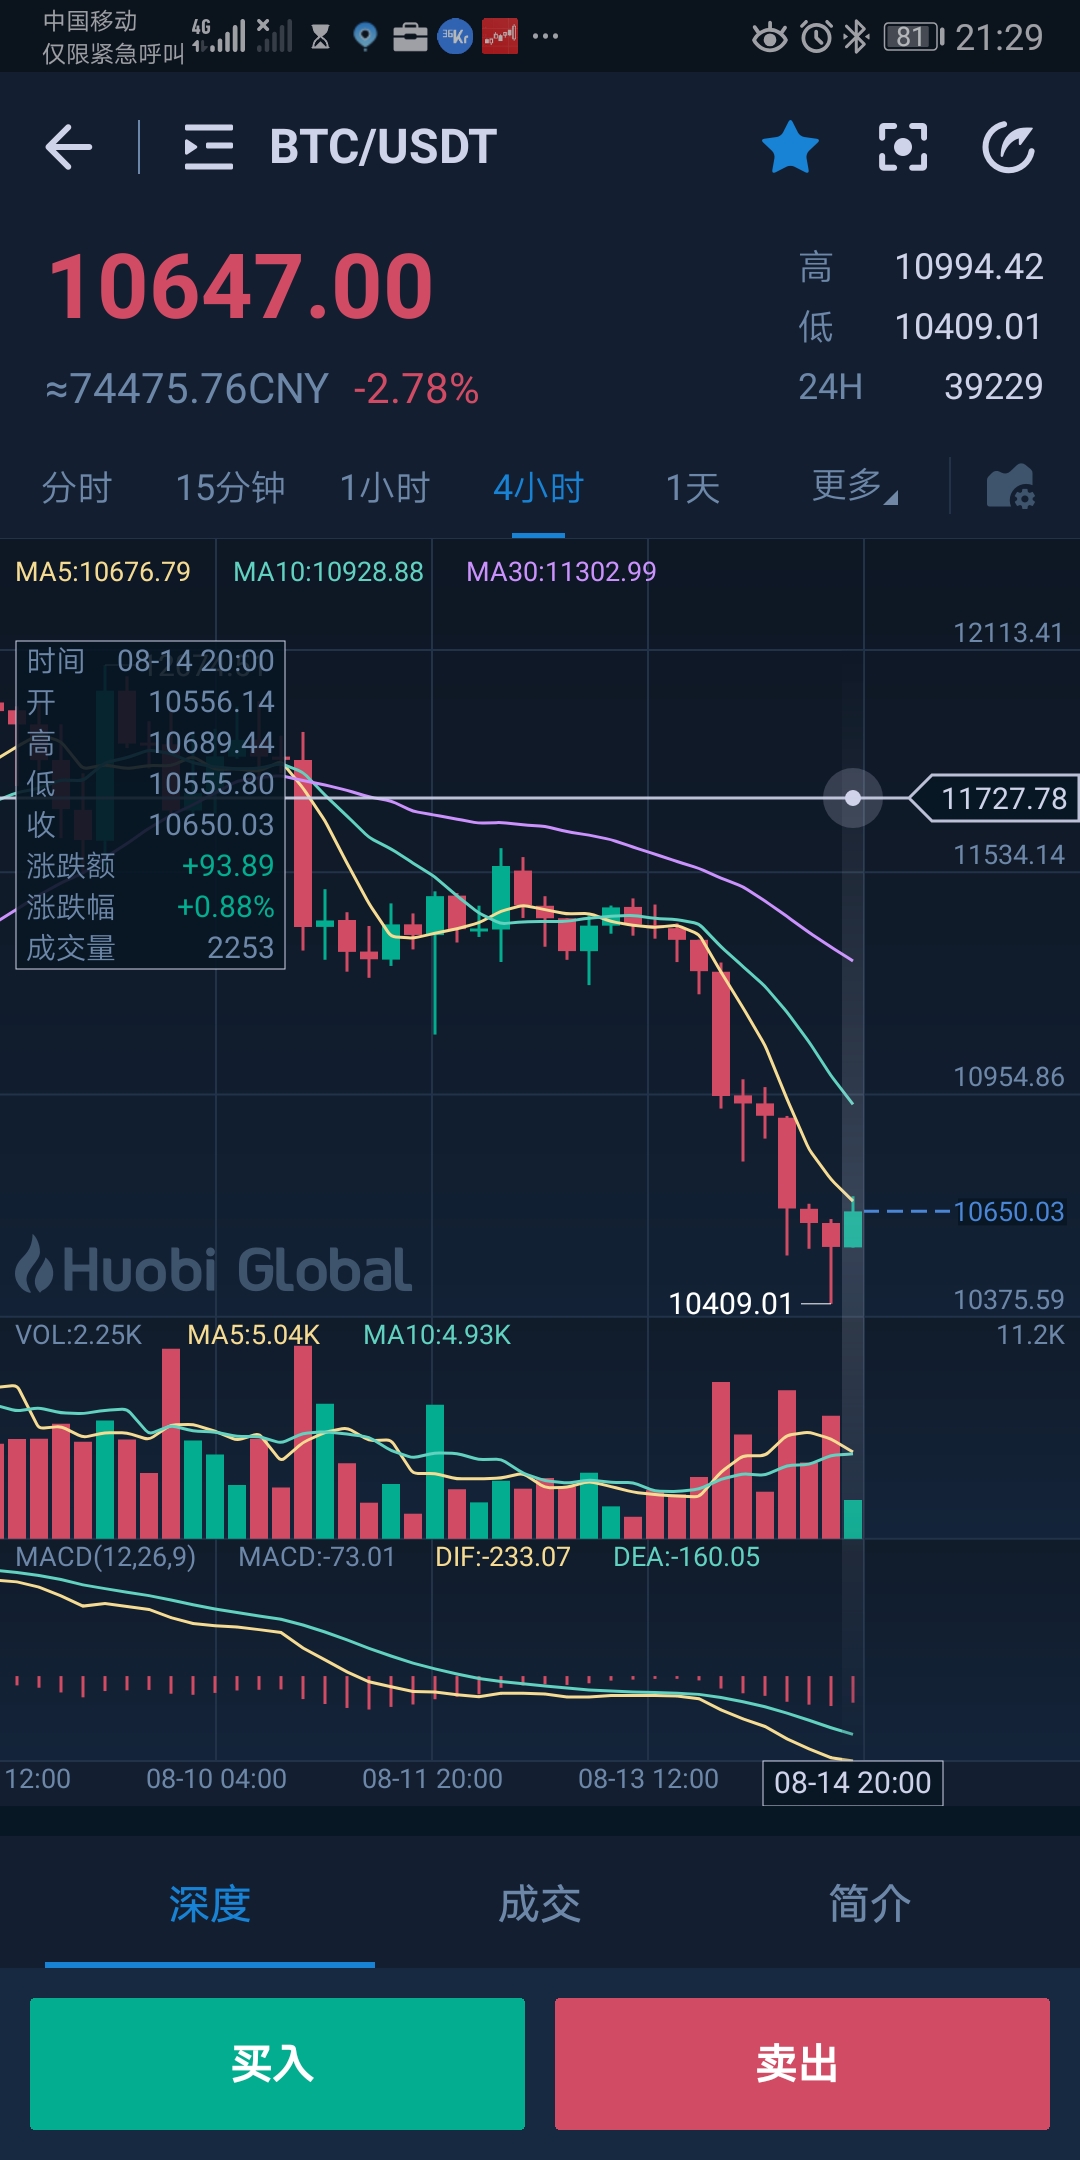 中国移动
仅限紧急呼叫
4G
36Kr
81
21:29
BTC/USDT
10647.00
高 10994.42
低 10409.01
≈74475.76CNY -2.78%
24H 39229
分时 15分钟 1小时 4小时 1天 更多
MA5:10676.79 MA10:10928.88 MA30:11302.99
12113.41
时间 08-14 20:00
开 10556.14
高 10689.44
低 10555.80
收 10650.03
涨跌额 +93.89
涨跌幅 +0.88%
成交量 2253
11727.78
11534.14
10954.86
10650.03
Huobi Global
10409.01
10375.59
VOL:2.25K MA5:5.04K MA10:4.93K
11.2K
MACD(12,26,9) MACD:-73.01 DIF:-233.07 DEA:-160.05
12:00 08-10 04:00 08-11 20:00 08-13 12:00 08-14 20:00
深度 成交 简介
买入 卖出